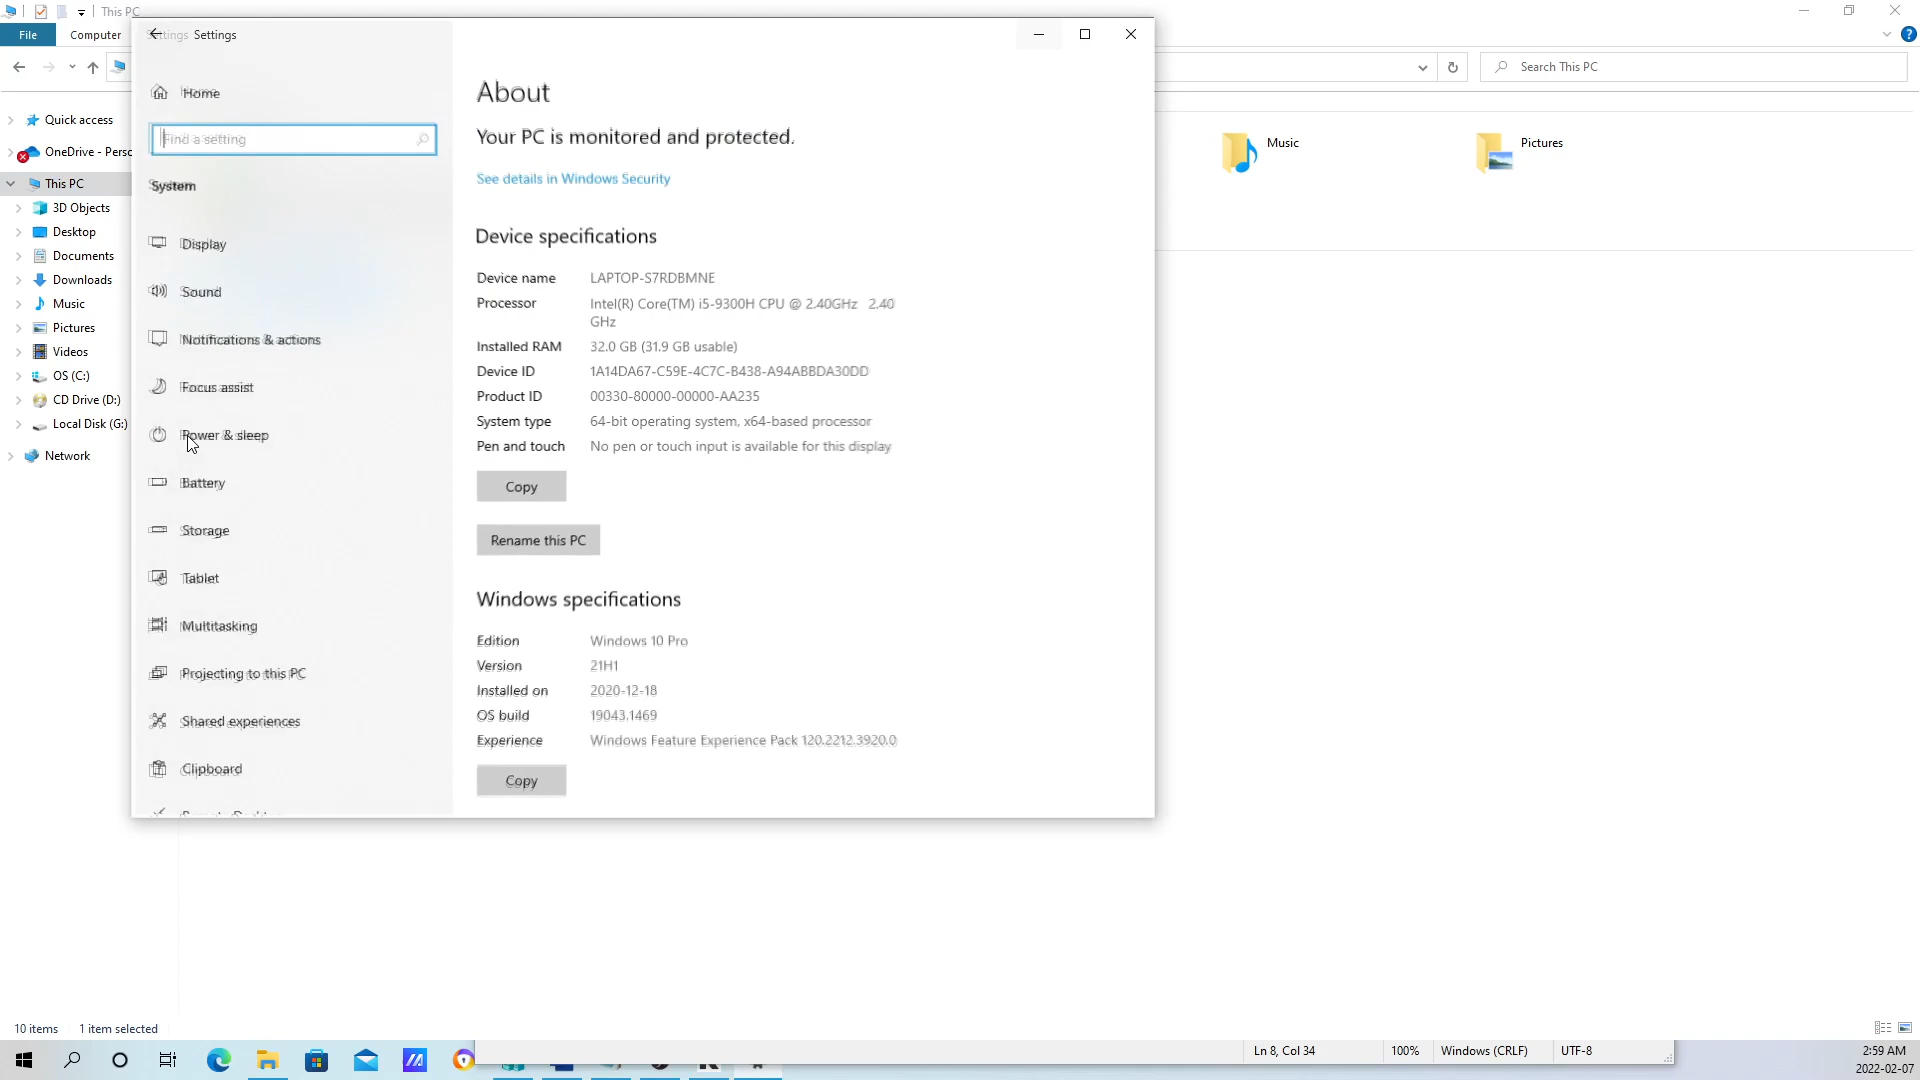 This PC
File
Computer
Search This PC
Quick access
OneDrive - Perso
This PC
3D Objects
Desktop
Documents
Downloads
Music
Pictures
Videos
OS (C:)
CD Drive (D:)
Local Disk (G:)
Network
Settings
Home
Find a setting
System
Display
Sound
Notifications & actions
Focus assist
Power & sleep
Battery
Storage
Tablet
Multitasking
Projecting to this PC
Shared experiences
Clipboard
About
Your PC is monitored and protected.
See details in Windows Security
Device specifications
Device name LAPTOP-S7RDBMNE
Processor Intel(R) Core(TM) i5-9300H CPU @ 2.40GHz 2.40
GHz
Installed RAM 32.0 GB (31.9 GB usable)
Device ID 1A14DA67-C59E-4C7C-B438-A94ABBDA30DD
Product ID 00330-80000-00000-AA235
System type 64-bit operating system, x64-based processor
Pen and touch No pen or touch input is available for this display
Copy
Rename this PC
Windows specifications
Edition Windows 10 Pro
Version 21H1
Installed on 2020-12-18
OS build 19043.1469
Experience Windows Feature Experience Pack 120.2212.3920.0
Copy
Music
Pictures
10 items 1 item selected
Ln 8, Col 34 100% Windows (CRLF) UTF-8
2:59 AM
2022-02-07